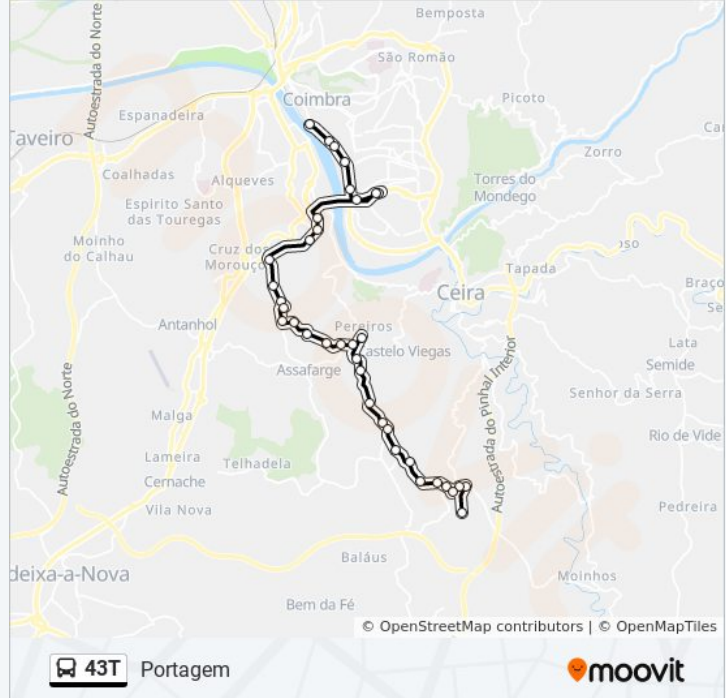 Bemposta
São Romão
Autoestrada do Norte
Picoto
Coimbra
Espanadeira
Taveiro
Zorro
Coalhadas
Alqueves
Torres do
Mondego
Espirito Santo
das Touregas
Moinho
do Calhau
Cruz dos
Morouços
Tapada
Ceira
Antanhol
Pereiros
Castelo Viegas
Lata
Semide
Assafarge
Autoestrada do Pinhal Interior
Senhor da Serra
Malga
Autoestrada do Norte
Rio de Vide
Lameira
Telhadela
Cernache
Vila Nova
Pedreira
Baláus
deixa-a-Nova
Moinhos
Bem da Fé
© OpenStreetMap contributors | © OpenMapTiles
43T Portagem
moovit